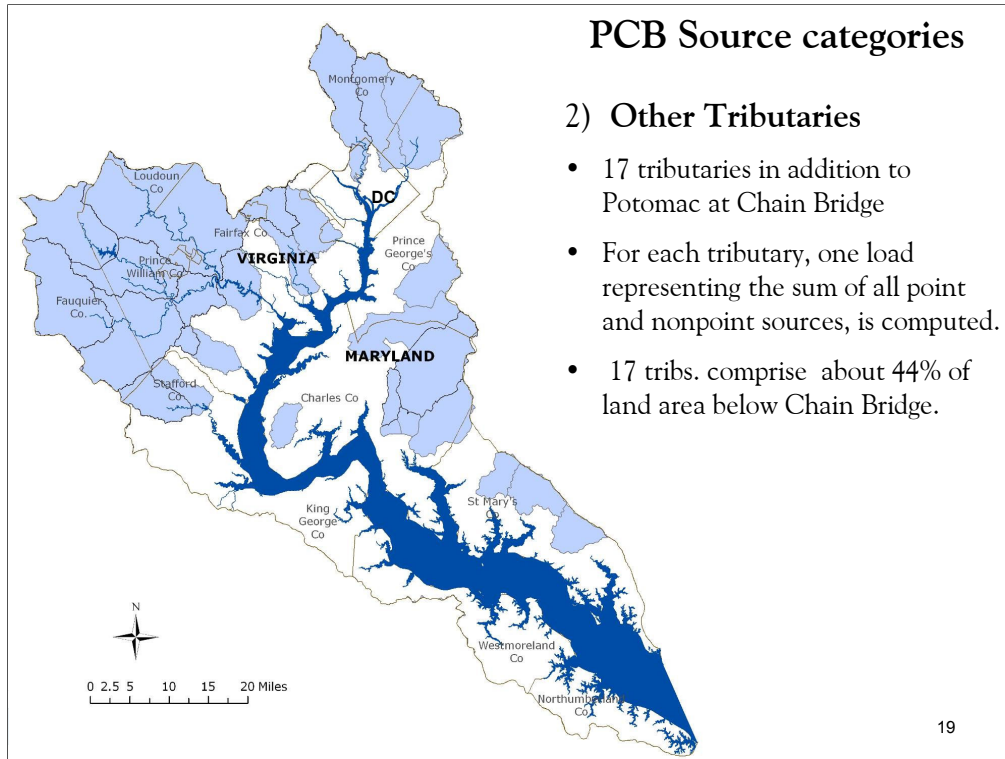 PCB Source categories
2) Other Tributaries
• 17 tributaries in addition to
Potomac at Chain Bridge
• For each tributary, one load
representing the sum of all point
and nonpoint sources, is computed.
• 17 tribs. comprise about 44% of
land area below Chain Bridge.
Montgomery
Co
Loudoun
Co
DC
Fairfax Co
Prince
George's
Co
VIRGINIA
Prince
William Co
Fauquier
Co
MARYLAND
Stafford
Co
Charles Co
King
George
Co
St Mary's
Co
Westmoreland
Co
Northumberland
Co
N
0 2.5 5 10 15 20 Miles
19